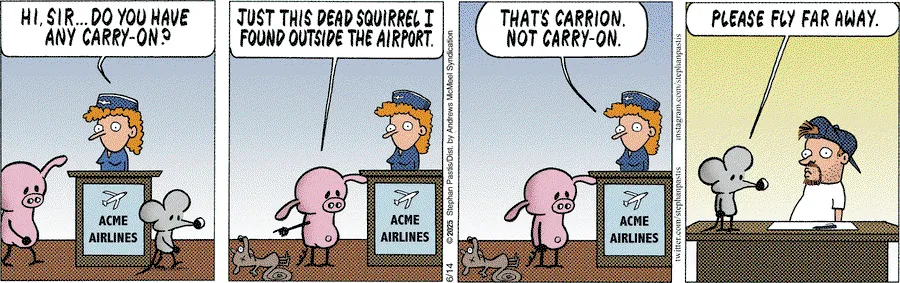 HI, SIR... DO YOU HAVE
ANY CARRY-ON?
ACME
AIRLINES
JUST THIS DEAD SQUIRREL I
FOUND OUTSIDE THE AIRPORT.
ACME
AIRLINES
6/14 © 2025 Stephan Pastis/Dist. by Andrews McMeel Syndication
THAT'S CARRION.
NOT CARRY-ON.
ACME
AIRLINES
twitter.com/stephanpastis instagram.com/stephanpastis
PLEASE FLY FAR AWAY.